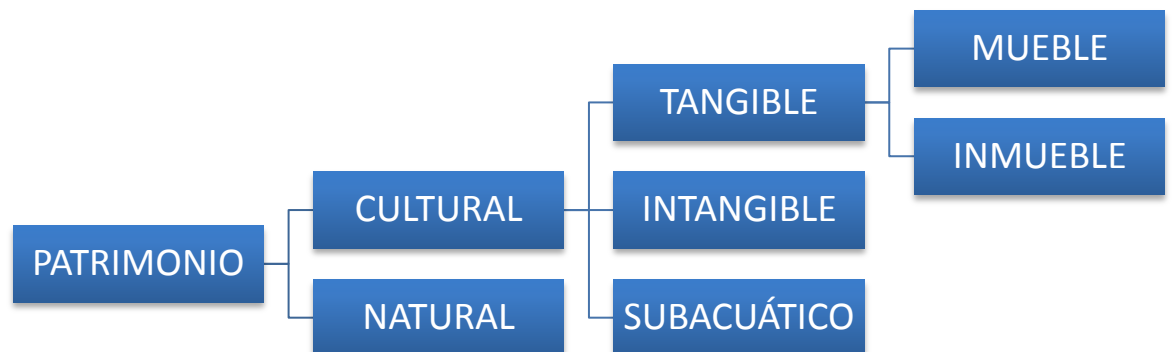 PATRIMONIO
CULTURAL
NATURAL
TANGIBLE
INTANGIBLE
SUBACUÁTICO
MUEBLE
INMUEBLE